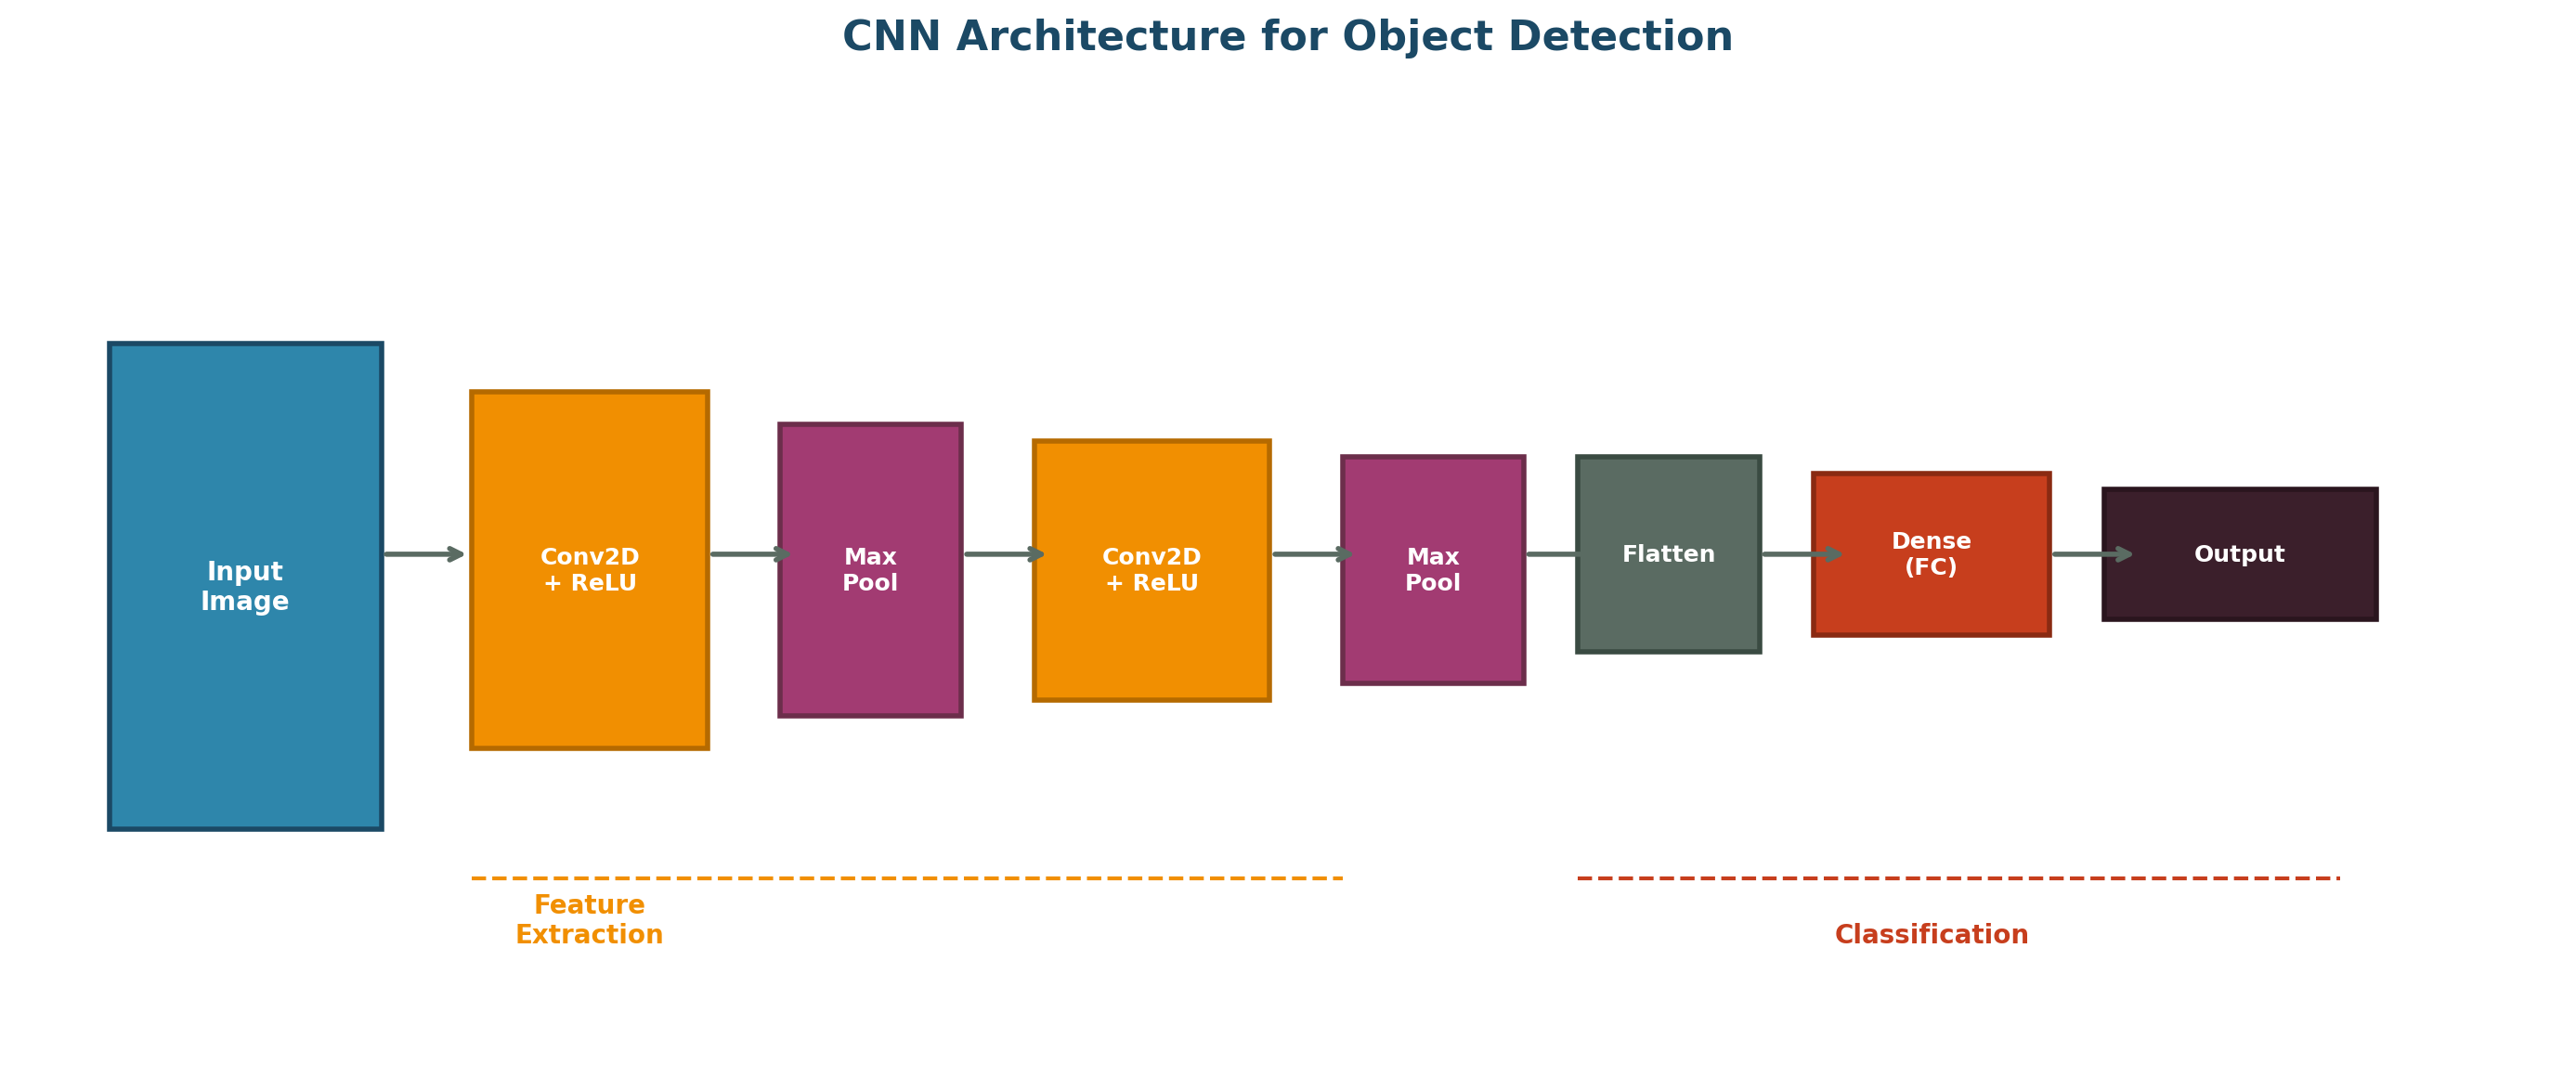 CNN Architecture for Object Detection
Input
Image
Conv2D
+ ReLU
Max
Pool
Conv2D
+ ReLU
Max
Pool
Flatten
Dense
(FC)
Output
Feature
Extraction
Classification